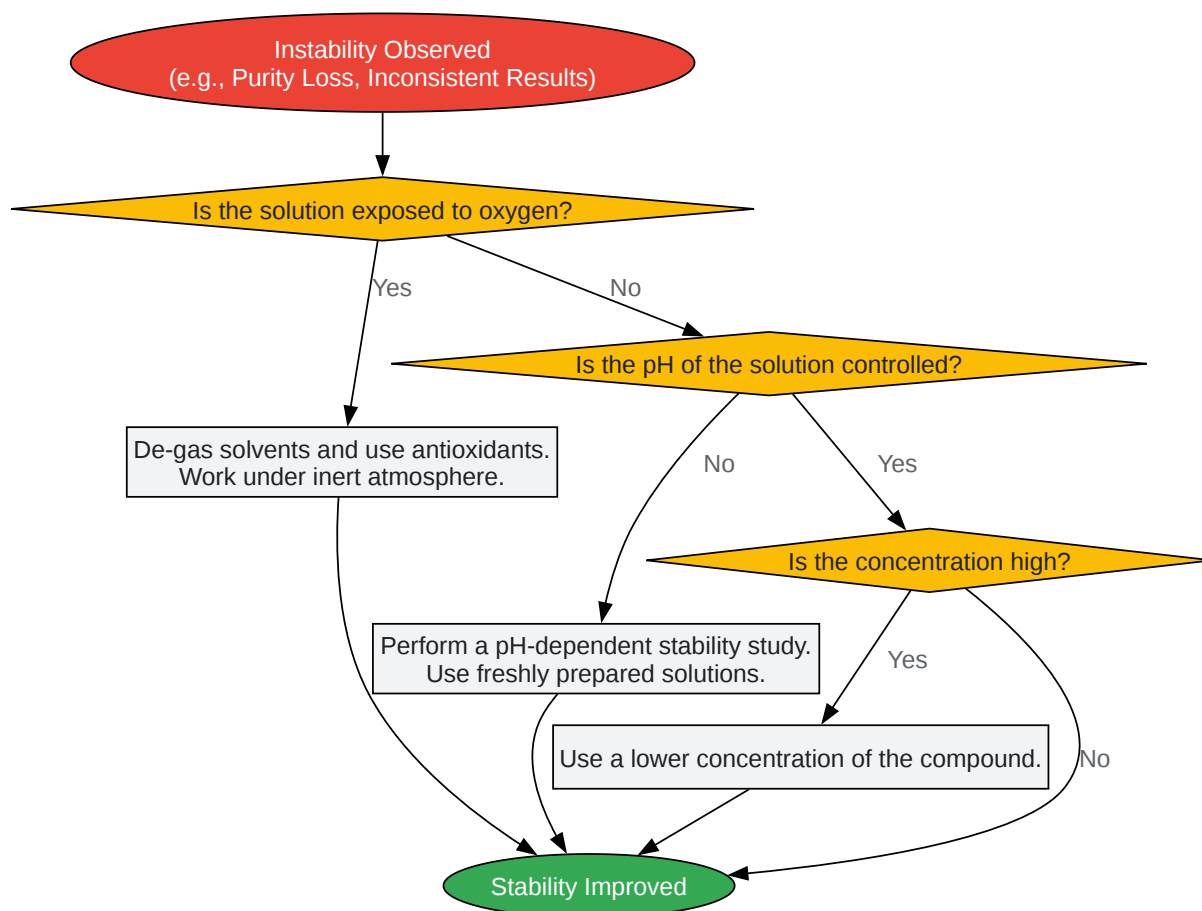 Instability Observed
(e.g., Purity Loss, Inconsistent Results)
Is the solution exposed to oxygen?
Yes
No
Is the pH of the solution controlled?
De-gas solvents and use antioxidants.
Work under inert atmosphere.
No
Yes
Is the concentration high?
Perform a pH-dependent stability study.
Use freshly prepared solutions.
Yes
Use a lower concentration of the compound.
No
Stability Improved